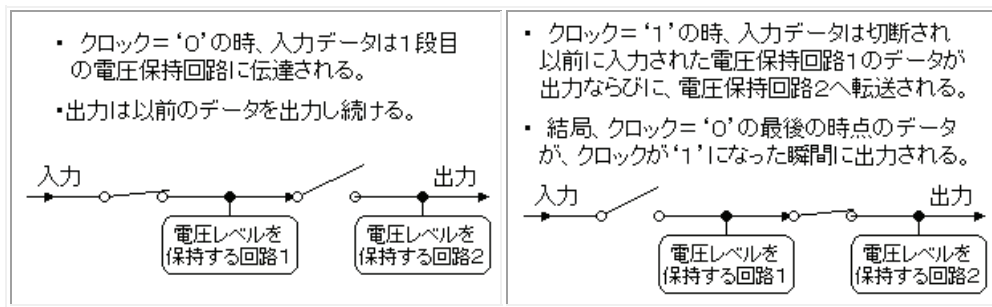 ・ クロック＝‘0’の時、入力データは１段目
の電圧保持回路に伝達される。
・出力は以前のデータを出力し続ける。
入力
出力
電圧レベルを
保持する回路1
電圧レベルを
保持する回路2
・ クロック＝‘1’の時、入力データは切断され
以前に入力された電圧保持回路1のデータが
出力ならびに、電圧保持回路2へ転送される。
・ 結局、クロック＝‘0’の最後の時点のデータ
が、クロックが‘1’になった瞬間に出力される。
入力
出力
電圧レベルを
保持する回路1
電圧レベルを
保持する回路2